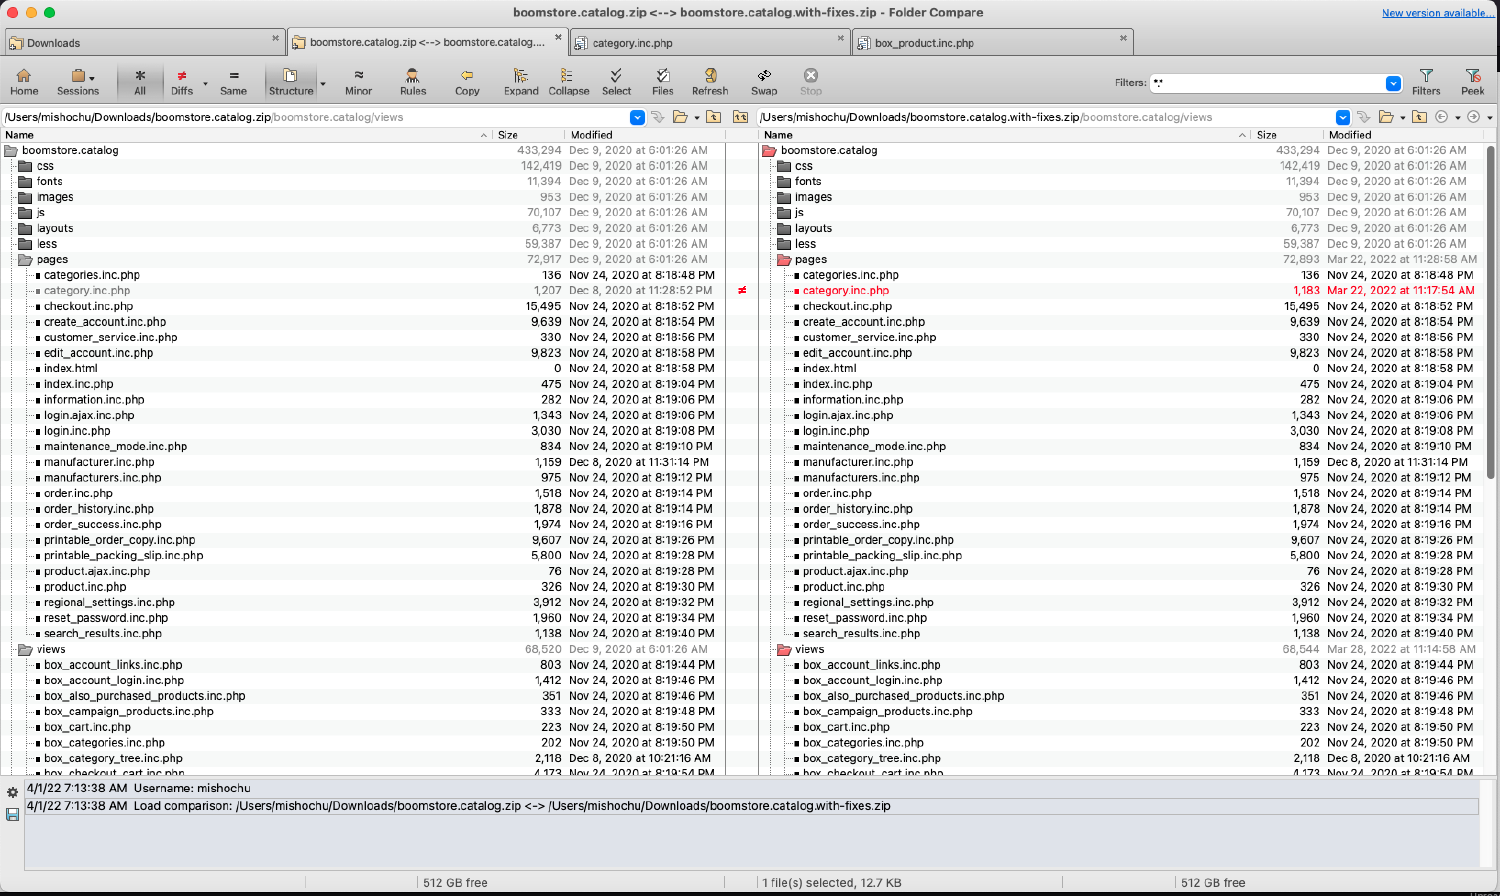 boomstore.catalog.zip <--> boomstore.catalog.with-fixes.zip - Folder Compare
New version available...
Downloads
boomstore.catalog.zip <--> boomstore.catalog....
category.inc.php
box_product.inc.php
Home Sessions All Diffs Same Structure Minor Rules Copy Expand Collapse Select Files Refresh Swap Stop Filters: *.* Filters Peek
/Users/mishochu/Downloads/boomstore.catalog.zip/boomstore.catalog/views /Users/mishochu/Downloads/boomstore.catalog.with-fixes.zip/boomstore.catalog/views
Name Size Modified Name Size Modified
boomstore.catalog 433,294 Dec 9, 2020 at 6:01:26 AM boomstore.catalog 433,294 Dec 9, 2020 at 6:01:26 AM
css 142,419 Dec 9, 2020 at 6:01:26 AM css 142,419 Dec 9, 2020 at 6:01:26 AM
fonts 11,394 Dec 9, 2020 at 6:01:26 AM fonts 11,394 Dec 9, 2020 at 6:01:26 AM
images 953 Dec 9, 2020 at 6:01:26 AM images 953 Dec 9, 2020 at 6:01:26 AM
js 70,107 Dec 9, 2020 at 6:01:26 AM js 70,107 Dec 9, 2020 at 6:01:26 AM
layouts 6,773 Dec 9, 2020 at 6:01:26 AM layouts 6,773 Dec 9, 2020 at 6:01:26 AM
less 59,387 Dec 9, 2020 at 6:01:26 AM less 59,387 Dec 9, 2020 at 6:01:26 AM
pages 72,917 Dec 9, 2020 at 6:01:26 AM pages 72,893 Mar 22, 2022 at 11:28:58 AM
categories.inc.php 136 Nov 24, 2020 at 8:18:48 PM categories.inc.php 136 Nov 24, 2020 at 8:18:48 PM
category.inc.php 1,207 Dec 8, 2020 at 11:28:52 PM ≠ category.inc.php 1,183 Mar 22, 2022 at 11:17:54 AM
checkout.inc.php 15,495 Nov 24, 2020 at 8:18:52 PM checkout.inc.php 15,495 Nov 24, 2020 at 8:18:52 PM
create_account.inc.php 9,639 Nov 24, 2020 at 8:18:54 PM create_account.inc.php 9,639 Nov 24, 2020 at 8:18:54 PM
customer_service.inc.php 330 Nov 24, 2020 at 8:18:56 PM customer_service.inc.php 330 Nov 24, 2020 at 8:18:56 PM
edit_account.inc.php 9,823 Nov 24, 2020 at 8:18:58 PM edit_account.inc.php 9,823 Nov 24, 2020 at 8:18:58 PM
index.html 0 Nov 24, 2020 at 8:18:58 PM index.html 0 Nov 24, 2020 at 8:18:58 PM
index.inc.php 475 Nov 24, 2020 at 8:19:04 PM index.inc.php 475 Nov 24, 2020 at 8:19:04 PM
information.inc.php 282 Nov 24, 2020 at 8:19:06 PM information.inc.php 282 Nov 24, 2020 at 8:19:06 PM
login.ajax.inc.php 1,343 Nov 24, 2020 at 8:19:06 PM login.ajax.inc.php 1,343 Nov 24, 2020 at 8:19:06 PM
login.inc.php 3,030 Nov 24, 2020 at 8:19:08 PM login.inc.php 3,030 Nov 24, 2020 at 8:19:08 PM
maintenance_mode.inc.php 834 Nov 24, 2020 at 8:19:10 PM maintenance_mode.inc.php 834 Nov 24, 2020 at 8:19:10 PM
manufacturer.inc.php 1,159 Dec 8, 2020 at 11:31:14 PM manufacturer.inc.php 1,159 Dec 8, 2020 at 11:31:14 PM
manufacturers.inc.php 975 Nov 24, 2020 at 8:19:12 PM manufacturers.inc.php 975 Nov 24, 2020 at 8:19:12 PM
order.inc.php 1,518 Nov 24, 2020 at 8:19:14 PM order.inc.php 1,518 Nov 24, 2020 at 8:19:14 PM
order_history.inc.php 1,878 Nov 24, 2020 at 8:19:14 PM order_history.inc.php 1,878 Nov 24, 2020 at 8:19:14 PM
order_success.inc.php 1,974 Nov 24, 2020 at 8:19:16 PM order_success.inc.php 1,974 Nov 24, 2020 at 8:19:16 PM
printable_order_copy.inc.php 9,607 Nov 24, 2020 at 8:19:26 PM printable_order_copy.inc.php 9,607 Nov 24, 2020 at 8:19:26 PM
printable_packing_slip.inc.php 5,800 Nov 24, 2020 at 8:19:28 PM printable_packing_slip.inc.php 5,800 Nov 24, 2020 at 8:19:28 PM
product.ajax.inc.php 76 Nov 24, 2020 at 8:19:28 PM product.ajax.inc.php 76 Nov 24, 2020 at 8:19:28 PM
product.inc.php 326 Nov 24, 2020 at 8:19:30 PM product.inc.php 326 Nov 24, 2020 at 8:19:30 PM
regional_settings.inc.php 3,912 Nov 24, 2020 at 8:19:32 PM regional_settings.inc.php 3,912 Nov 24, 2020 at 8:19:32 PM
reset_password.inc.php 1,960 Nov 24, 2020 at 8:19:34 PM reset_password.inc.php 1,960 Nov 24, 2020 at 8:19:34 PM
search_results.inc.php 1,138 Nov 24, 2020 at 8:19:40 PM search_results.inc.php 1,138 Nov 24, 2020 at 8:19:40 PM
views 68,520 Dec 9, 2020 at 6:01:26 AM views 68,544 Mar 28, 2022 at 11:14:58 AM
box_account_links.inc.php 803 Nov 24, 2020 at 8:19:44 PM box_account_links.inc.php 803 Nov 24, 2020 at 8:19:44 PM
box_account_login.inc.php 1,412 Nov 24, 2020 at 8:19:46 PM box_account_login.inc.php 1,412 Nov 24, 2020 at 8:19:46 PM
box_also_purchased_products.inc.php 351 Nov 24, 2020 at 8:19:46 PM box_also_purchased_products.inc.php 351 Nov 24, 2020 at 8:19:46 PM
box_campaign_products.inc.php 333 Nov 24, 2020 at 8:19:48 PM box_campaign_products.inc.php 333 Nov 24, 2020 at 8:19:48 PM
box_cart.inc.php 223 Nov 24, 2020 at 8:19:50 PM box_cart.inc.php 223 Nov 24, 2020 at 8:19:50 PM
box_categories.inc.php 202 Nov 24, 2020 at 8:19:50 PM box_categories.inc.php 202 Nov 24, 2020 at 8:19:50 PM
box_category_tree.inc.php 2,118 Dec 8, 2020 at 10:21:16 AM box_category_tree.inc.php 2,118 Dec 8, 2020 at 10:21:16 AM
box_checkout_cart.inc.php 4,173 Nov 24, 2020 at 8:19:54 PM box_checkout_cart.inc.php 4,173 Nov 24, 2020 at 8:19:54 PM
4/1/22 7:13:38 AM Username: mishochu
4/1/22 7:13:38 AM Load comparison: /Users/mishochu/Downloads/boomstore.catalog.zip <-> /Users/mishochu/Downloads/boomstore.catalog.with-fixes.zip
512 GB free 1 file(s) selected, 12.7 KB 512 GB free